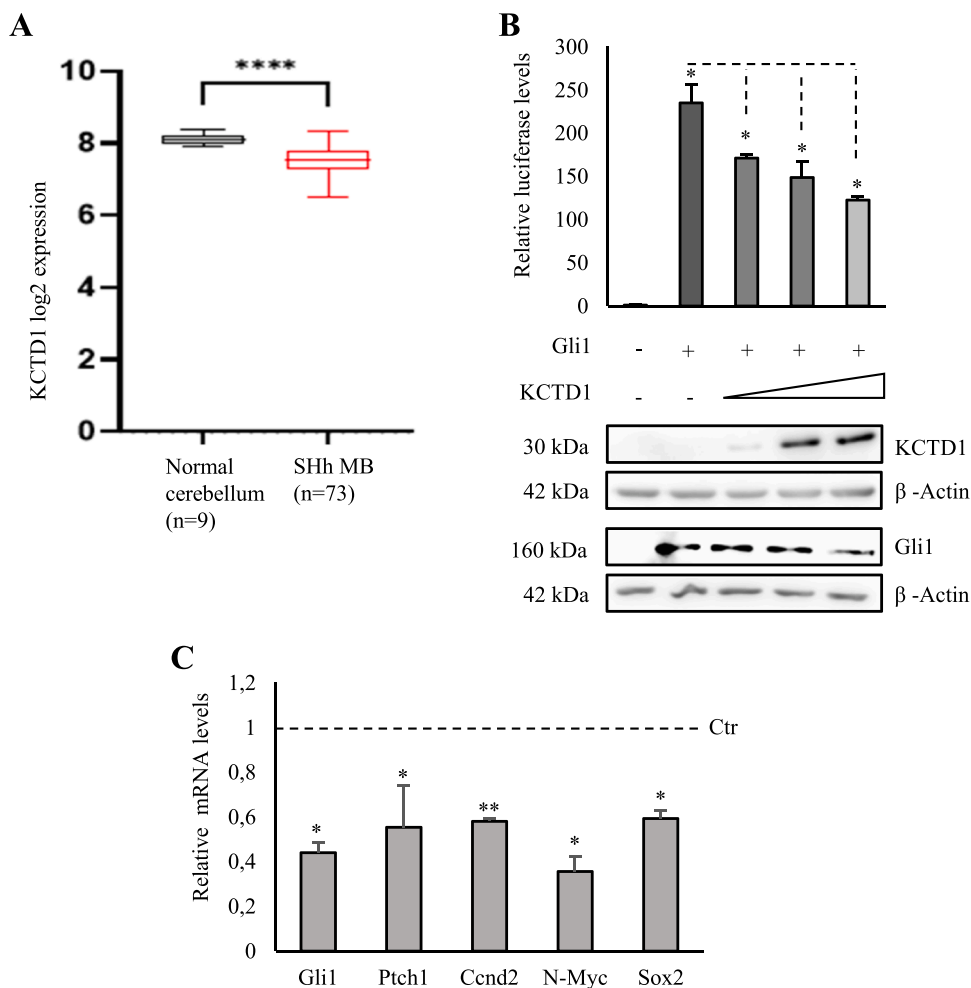 A
KCTD1 log2 expression
10
8
6
4
2
0
****
Normal
cerebellum
(n=9)
SHh MB
(n=73)
B
Relative luciferase levels
300
250
200
150
100
50
0
* * * *
Gli1 - + + + +
KCTD1 - -
30 kDa KCTD1
42 kDa β -Actin
160 kDa Gli1
42 kDa β -Actin
C
Relative mRNA levels
1,2
1
0,8
0,6
0,4
0,2
0
Ctr
* * ** * *
Gli1 Ptch1 Ccnd2 N-Myc Sox2